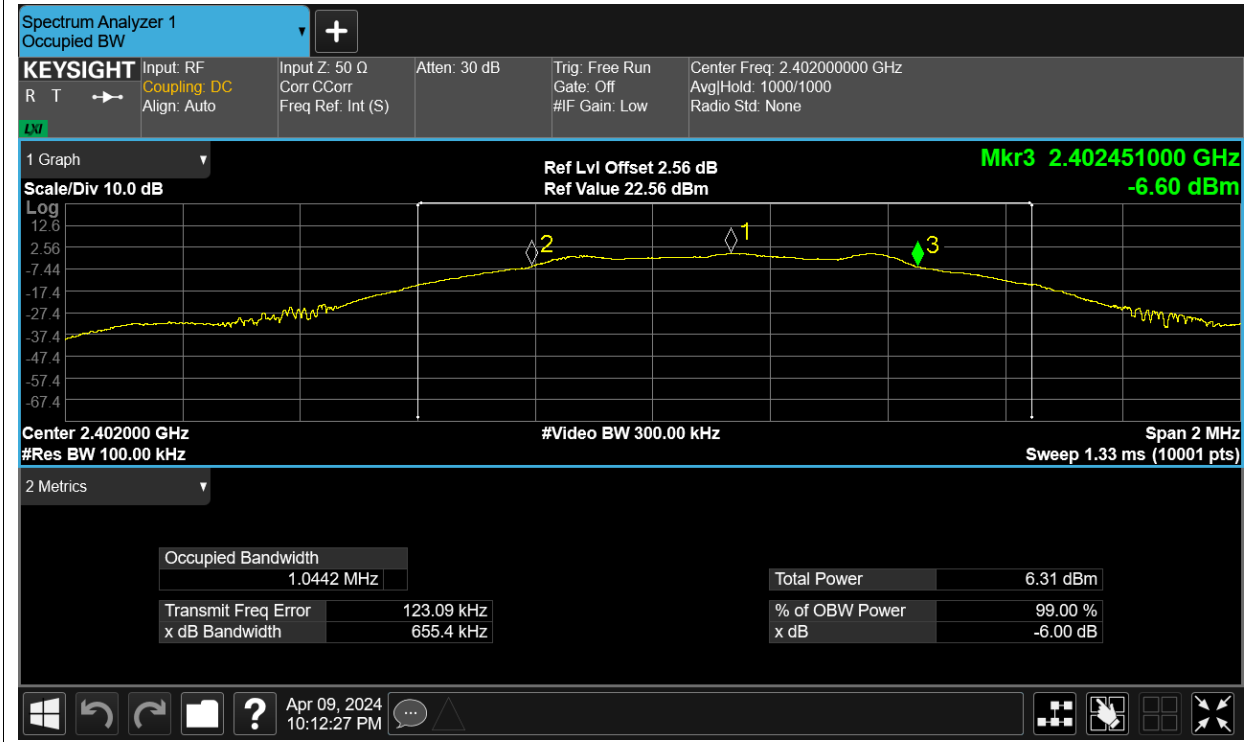 Spectrum Analyzer 1
Occupied BW
KEYSIGHT
R T
LXI
Input: RF
Coupling: DC
Align: Auto
Input Z: 50 Ω
Corr CCorr
Freq Ref: Int (S)
Atten: 30 dB
Trig: Free Run
Gate: Off
#IF Gain: Low
Center Freq: 2.402000000 GHz
Avg|Hold: 1000/1000
Radio Std: None
1 Graph
Scale/Div 10.0 dB
Ref Lvl Offset 2.56 dB
Ref Value 22.56 dBm
Mkr3 2.402451000 GHz
-6.60 dBm
Log
12.6
2.56
-7.44
-17.4
-27.4
-37.4
-47.4
-57.4
-67.4
2
1
3
Center 2.402000 GHz
#Res BW 100.00 kHz
#Video BW 300.00 kHz
Span 2 MHz
Sweep 1.33 ms (10001 pts)
2 Metrics
Occupied Bandwidth
1.0442 MHz
Transmit Freq Error 123.09 kHz
x dB Bandwidth 655.4 kHz
Total Power 6.31 dBm
% of OBW Power 99.00 %
x dB -6.00 dB
?
Apr 09, 2024
10:12:27 PM